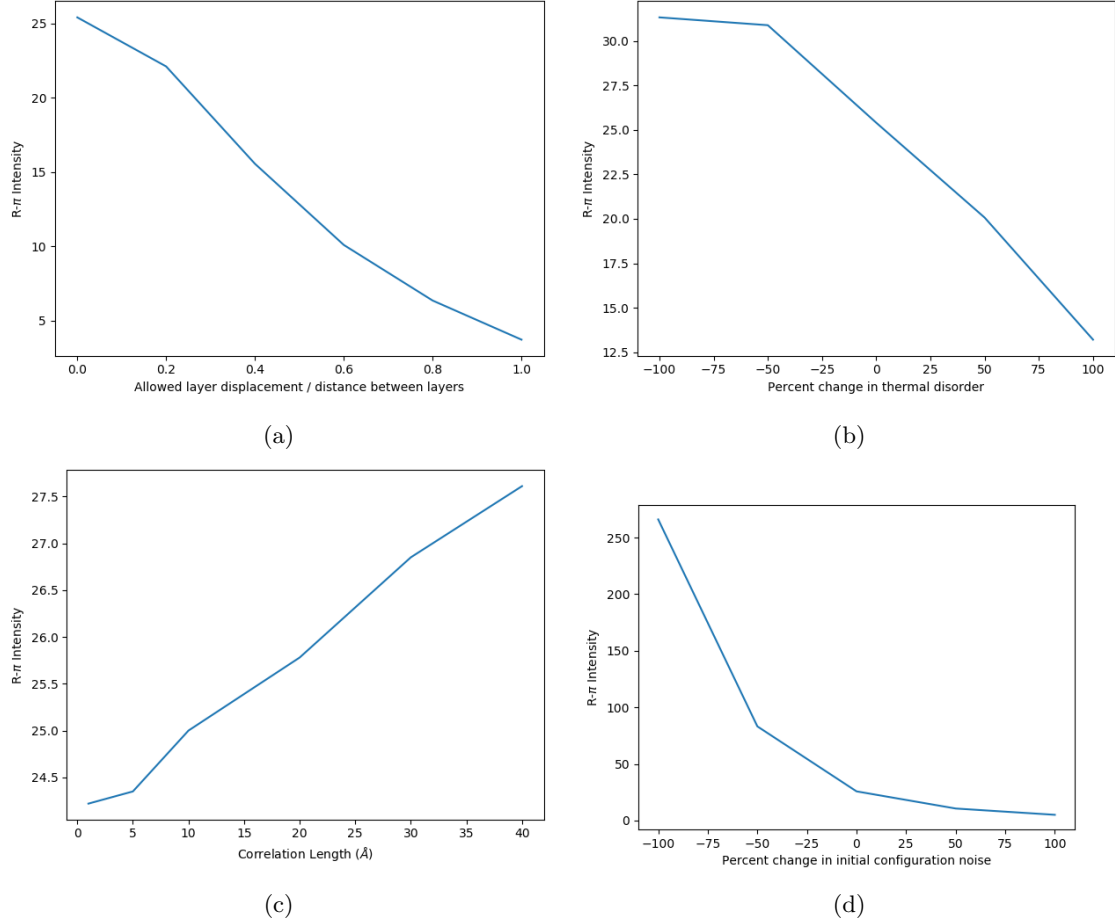 25
20
15
10
5
R-π Intensity
0.0 0.2 0.4 0.6 0.8 1.0
Allowed layer displacement / distance between layers
(a)
30.0
27.5
25.0
22.5
20.0
17.5
15.0
12.5
R-π Intensity
−100 −75 −50 −25 0 25 50 75 100
Percent change in thermal disorder
(b)
27.5
27.0
26.5
26.0
25.5
25.0
24.5
R-π Intensity
0 5 10 15 20 25 30 35 40
Correlation Length (Å)
(c)
250
200
150
100
50
0
R-π Intensity
−100 −75 −50 −25 0 25 50 75 100
Percent change in initial configuration noise
(d)